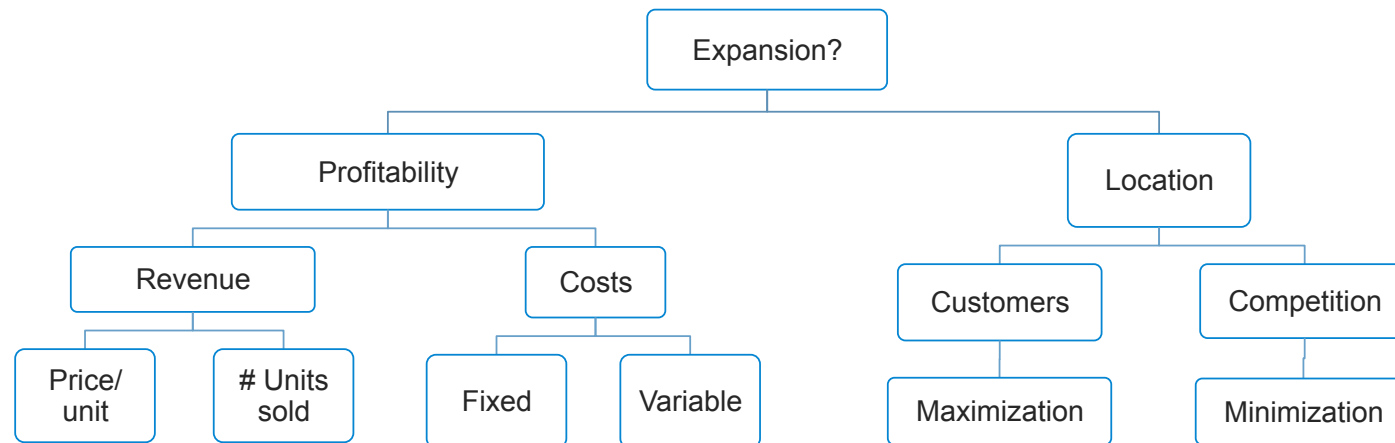 Expansion?
Profitability
Location
Revenue
Costs
Customers
Competition
Price/
unit
# Units
sold
Fixed
Variable
Maximization
Minimization